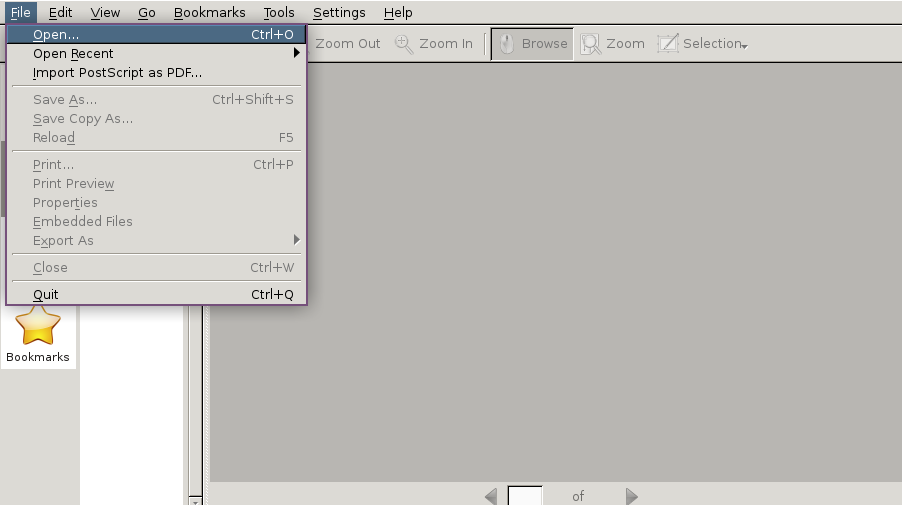 File Edit View Go Bookmarks Tools Settings Help
Zoom Out Zoom In Browse Zoom Selection
Open... Ctrl+O
Open Recent
Import PostScript as PDF...
Save As... Ctrl+Shift+S
Save Copy As...
Reload F5
Print... Ctrl+P
Print Preview
Properties
Embedded Files
Export As
Close Ctrl+W
Quit Ctrl+Q
Bookmarks
of